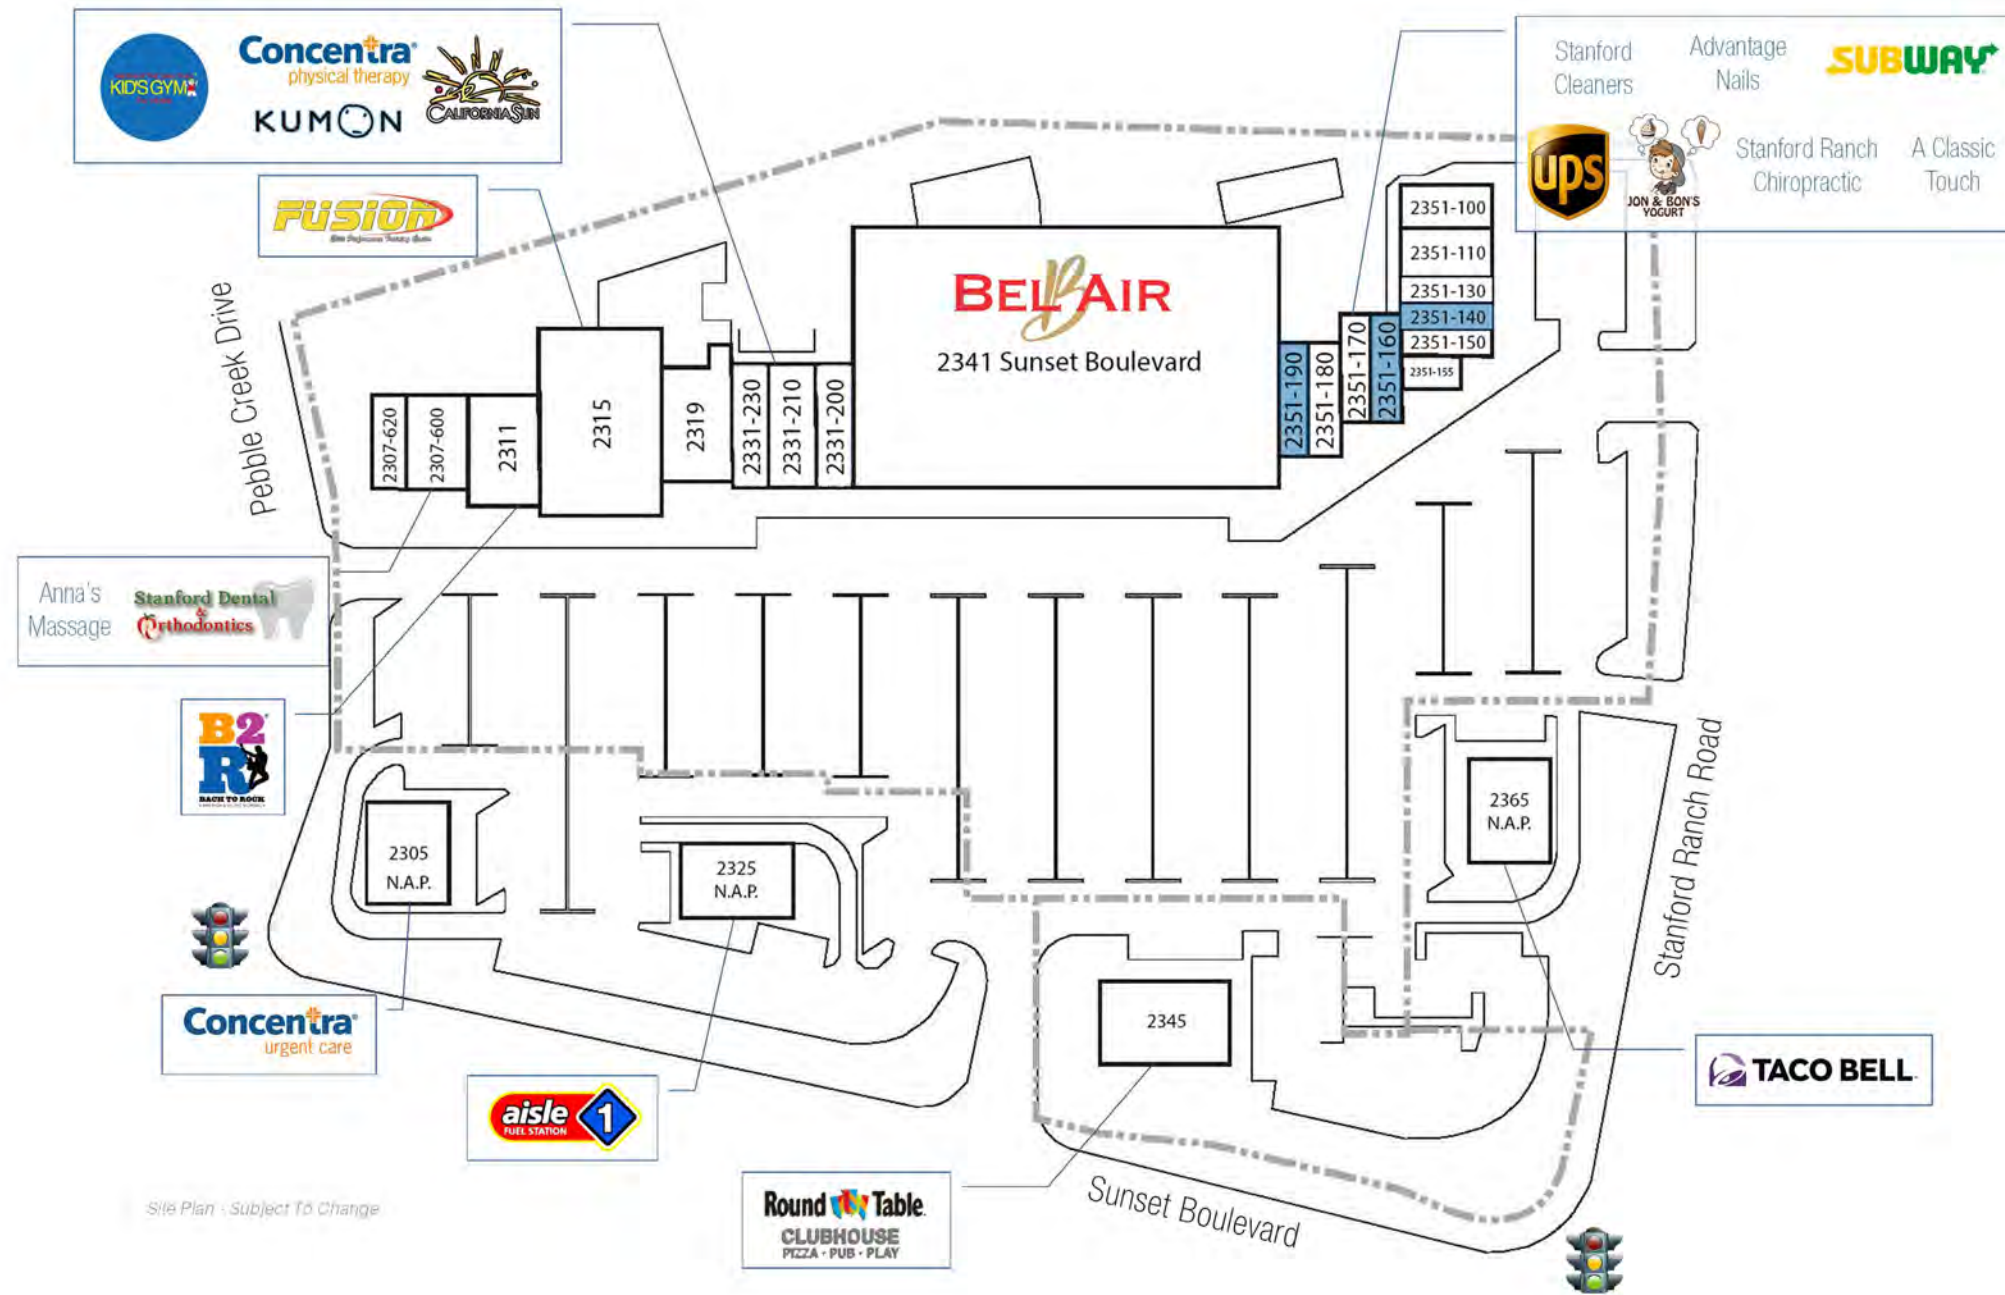 KID'S GYM
Concentra
physical therapy
KUMON
CALIFORNIA SUN
FUSION
Stanford
Cleaners
Advantage
Nails
SUBWAY
ups
JON & BON'S
YOGURT
Stanford Ranch
Chiropractic
A Classic
Touch
BEL AIR
2341 Sunset Boulevard
2351-100
2351-110
2351-130
2351-140
2351-150
2351-155
2351-160
2351-170
2351-180
2351-190
2331-200
2331-210
2331-230
2319
2315
2311
2307-600
2307-620
Pebble Creek Drive
Anna's
Massage
Stanford Dental
&
Orthodontics
B2
R
BACH TO ROCK
2305
N.A.P.
2325
N.A.P.
2365
N.A.P.
2345
Stanford Ranch Road
Concentra
urgent care
aisle 1
FUEL STATION
TACO BELL
Round Table
CLUBHOUSE
PIZZA · PUB · PLAY
Sunset Boulevard
Site Plan - Subject To Change